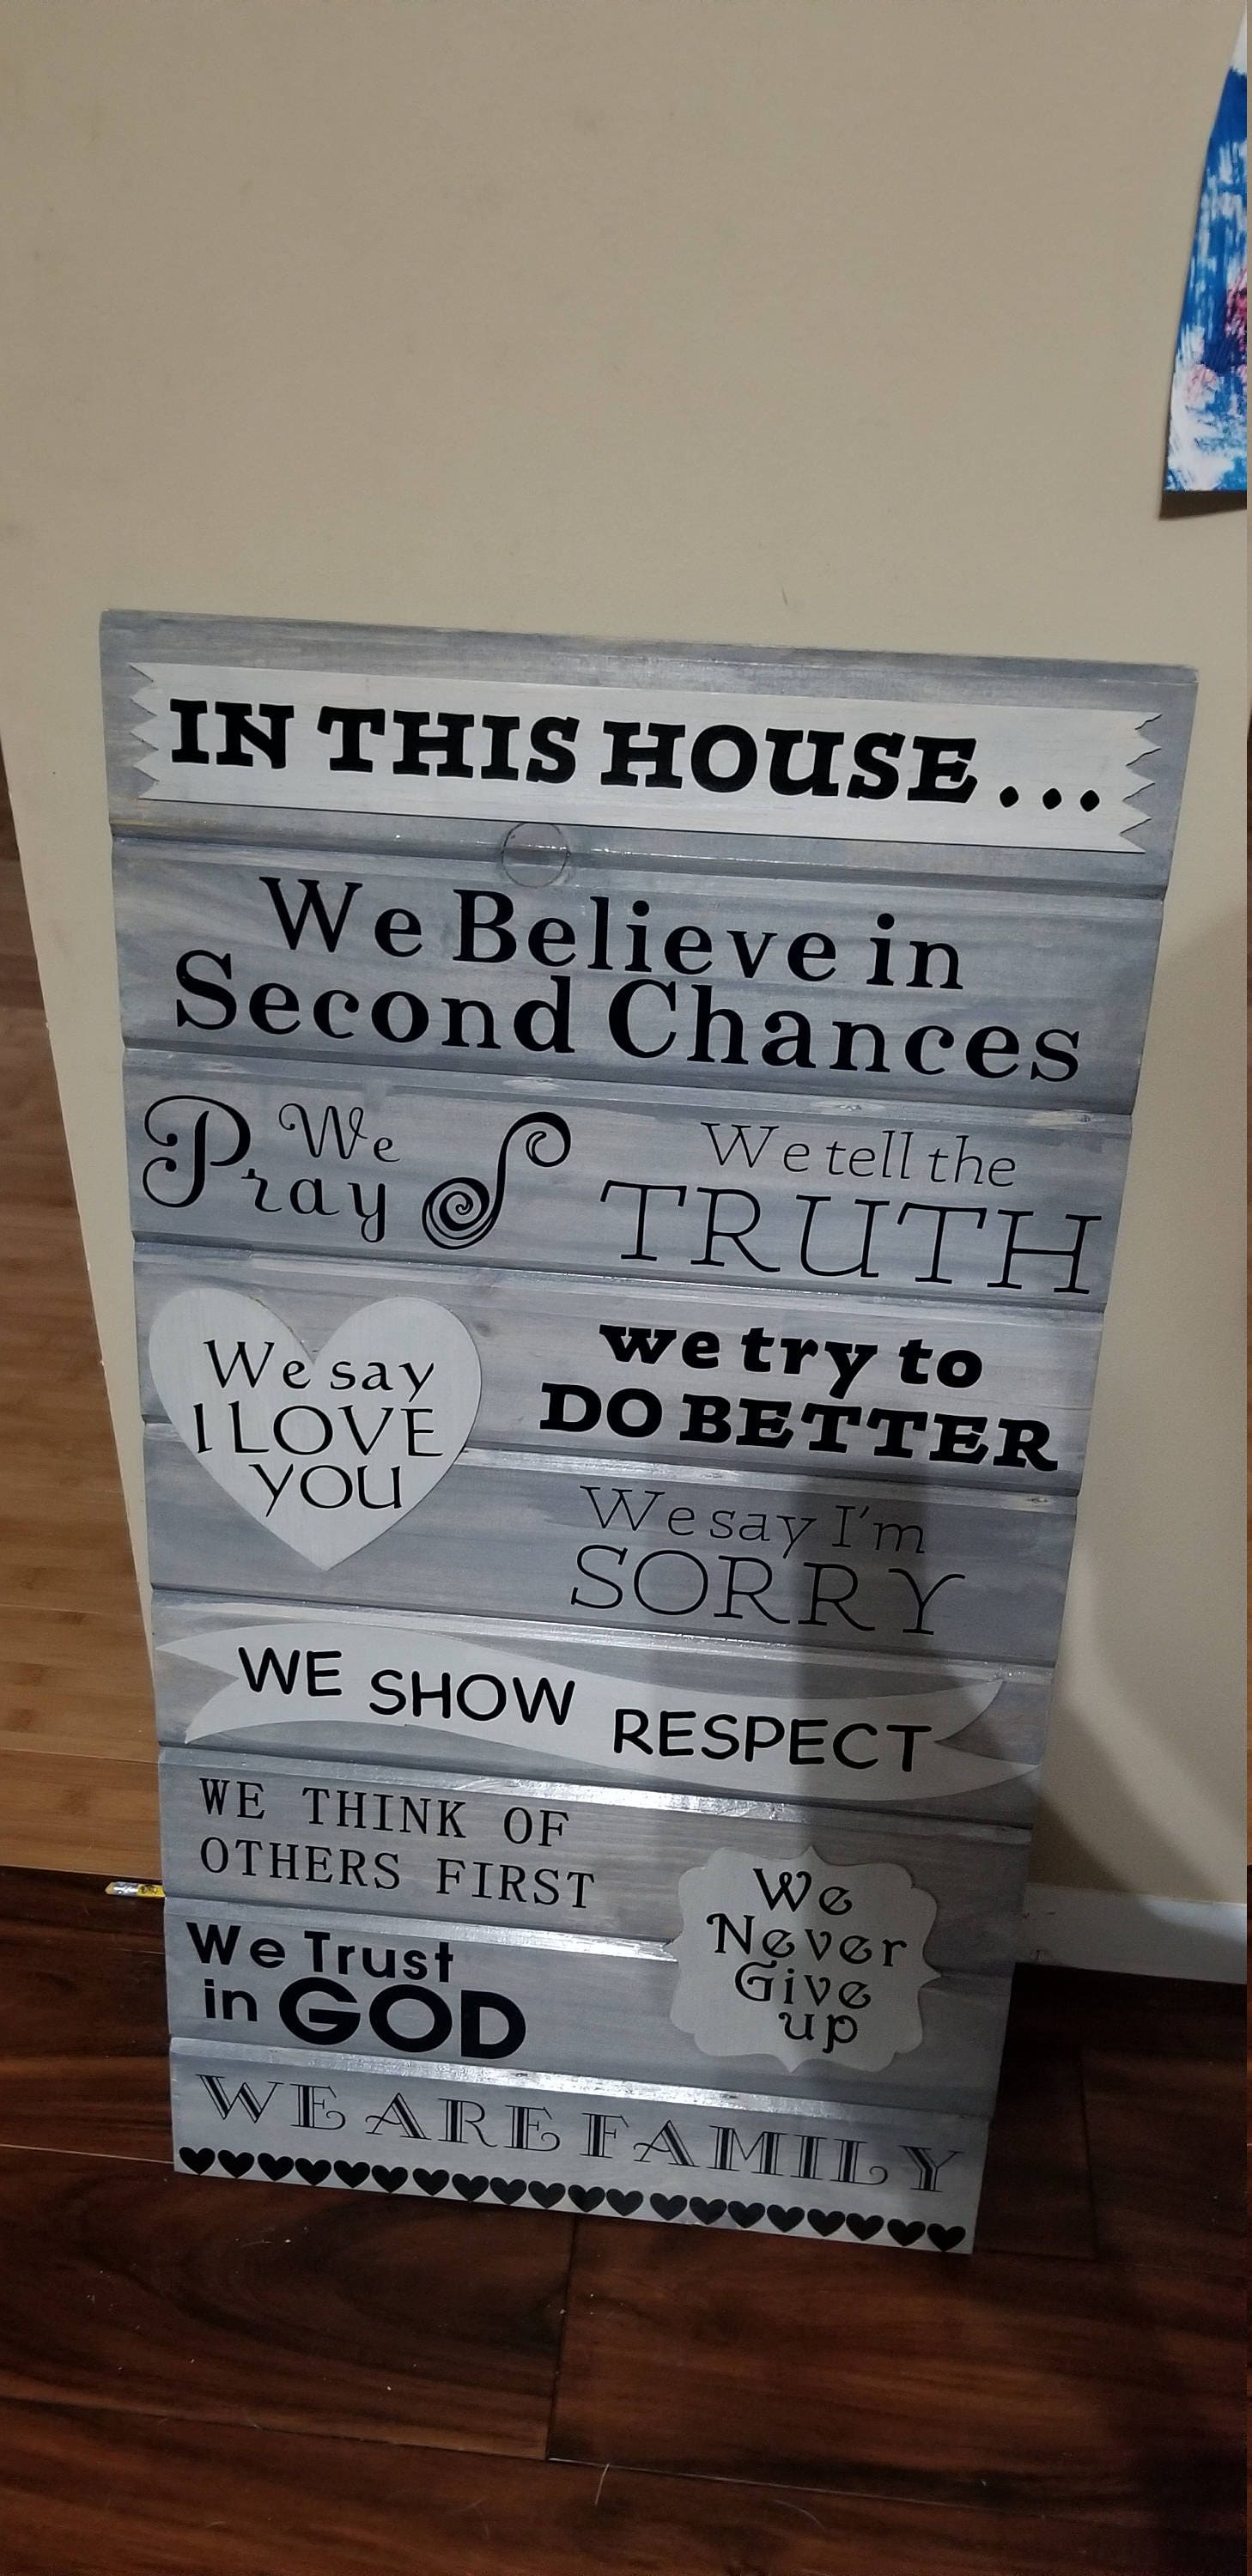 IN THIS HOUSE...
We Believe in
Second Chances
We
Pray
We tell the
TRUTH
We say
I LOVE
YOU
we try to
DO BETTER
We say I'm
SORRY
WE SHOW RESPECT
WE THINK OF
OTHERS FIRST
We
Never
Give
up
We Trust
in GOD
WE ARE FAMILY